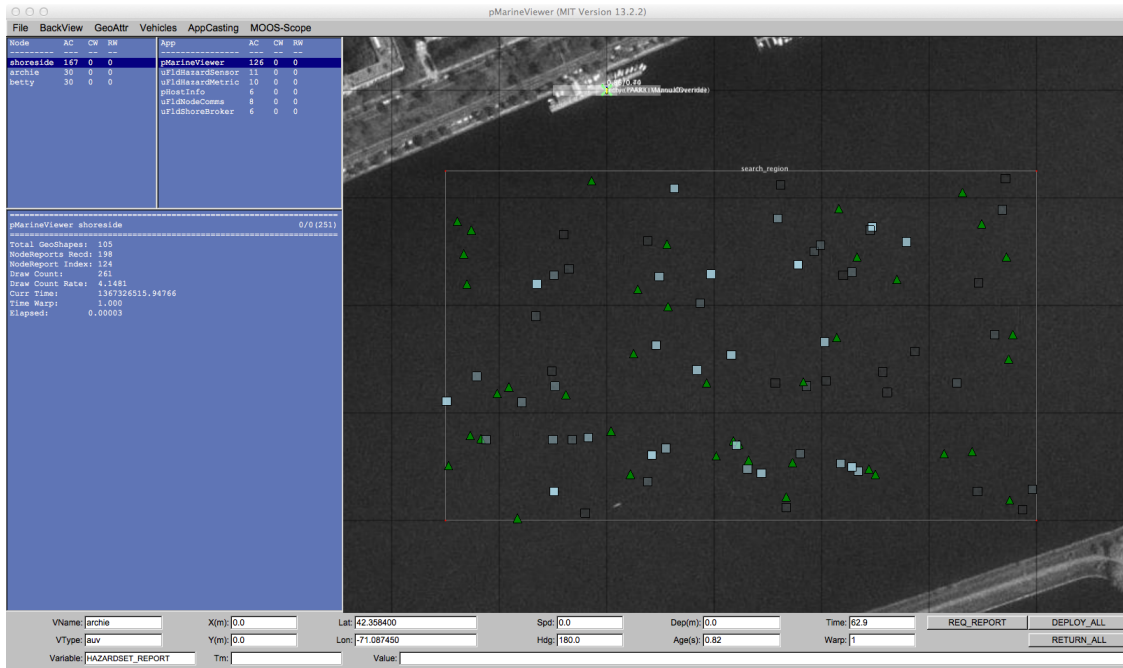 pMarineViewer (MIT Version 13.2.2)
File BackView GeoAttr Vehicles AppCasting MOOS-Scope
Node AC CW RW
--------- --- -- --
shoreside 167 0 0
archie 30 0 0
betty 30 0 0
App AC CW RW
---------------- --- -- --
pMarineViewer 126 0 0
uFldHazardSensor 11 0 0
uFldHazardMetric 10 0 0
pHostInfo 6 0 0
uFldNodeComms 8 0 0
uFldShoreBroker 6 0 0
search_region
pMarineViewer shoreside 0/0(251)
Total GeoShapes: 105
NodeReports Recd: 198
NodeReport Index: 124
Draw Count: 261
Draw Count Rate: 4.1481
Curr Time: 1367326515.94766
Time Warp: 1.000
Elapsed: 0.00003
VName: archie X(m): 0.0 Lat: 42.358400 Spd: 0.0 Dep(m): 0.0 Time: 62.9 REQ_REPORT DEPLOY_ALL
VType: auv Y(m): 0.0 Lon: -71.087450 Hdg: 180.0 Age(s): 0.82 Warp: 1 RETURN_ALL
Variable: HAZARDSET_REPORT Tm: Value: